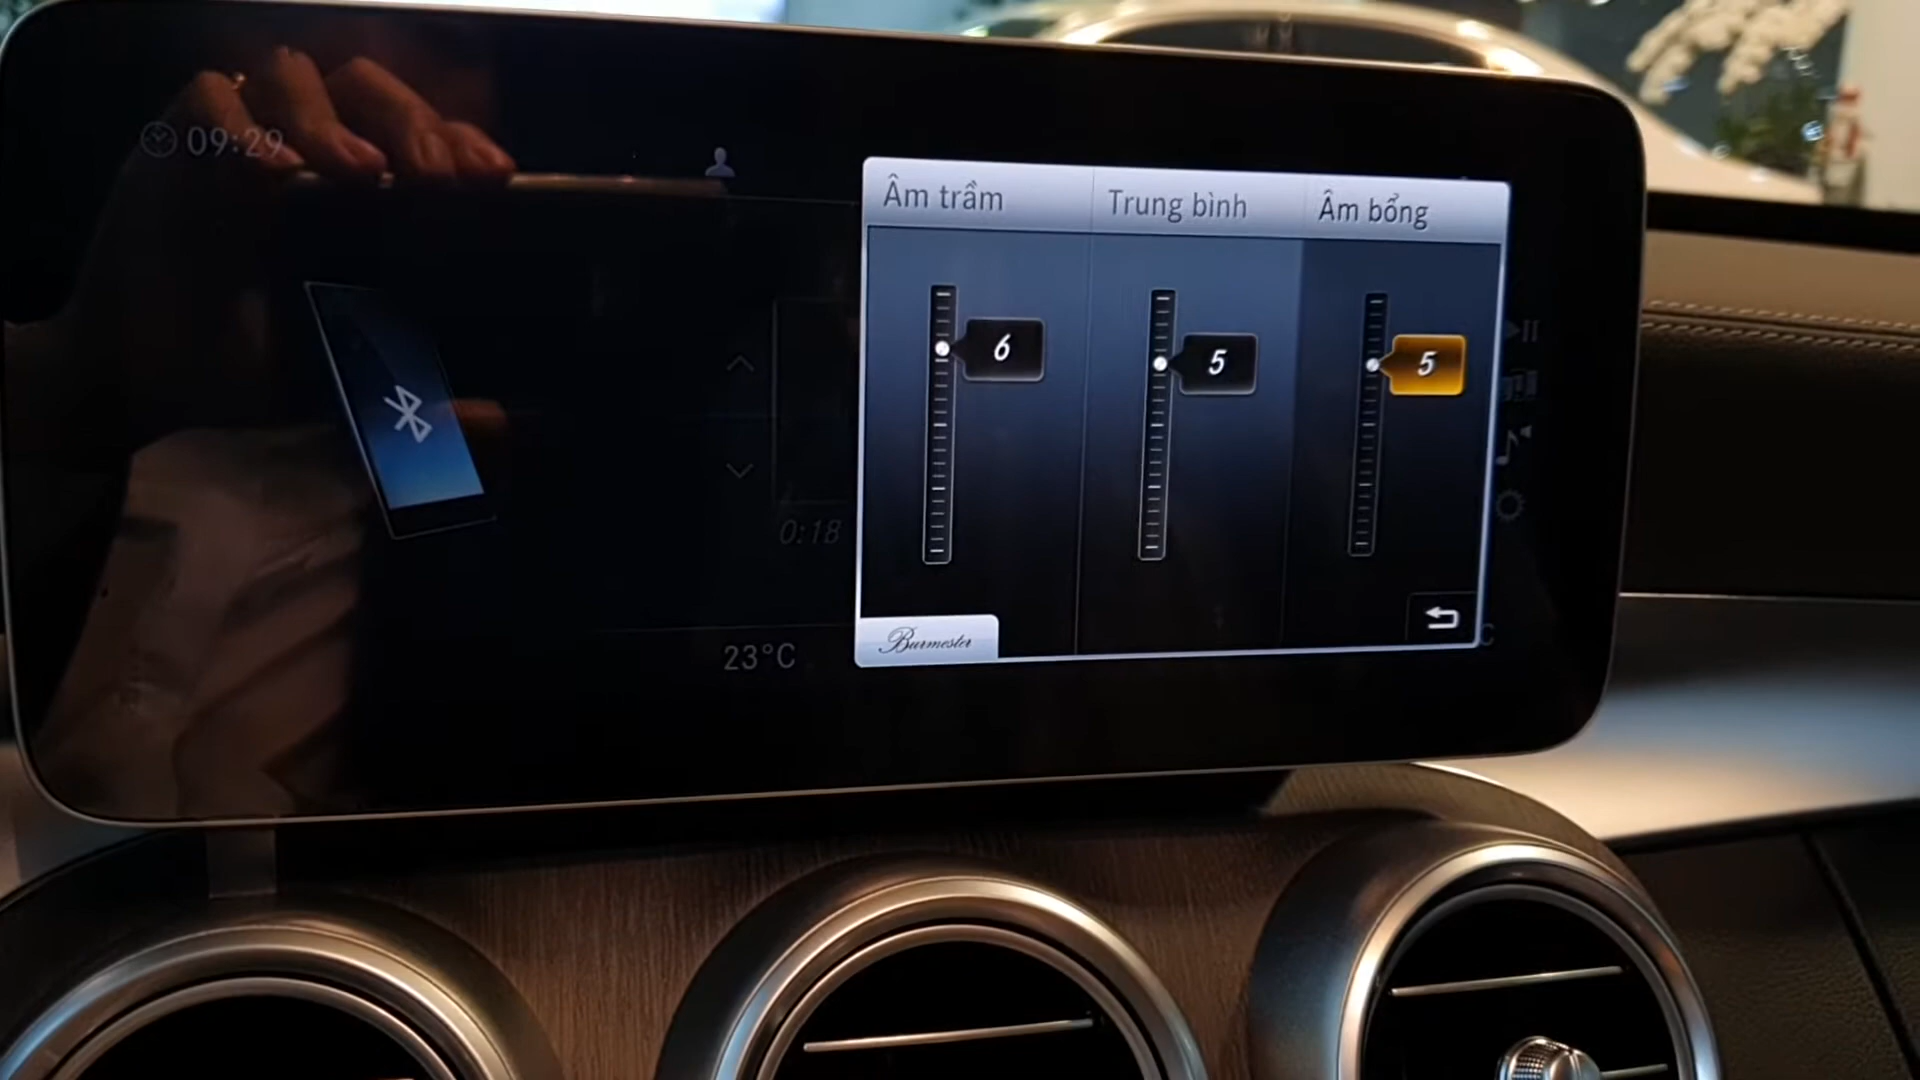 09:29
Âm trầm
Trung bình
Âm bổng
6
5
5
0:18
Burmester
23°C
C